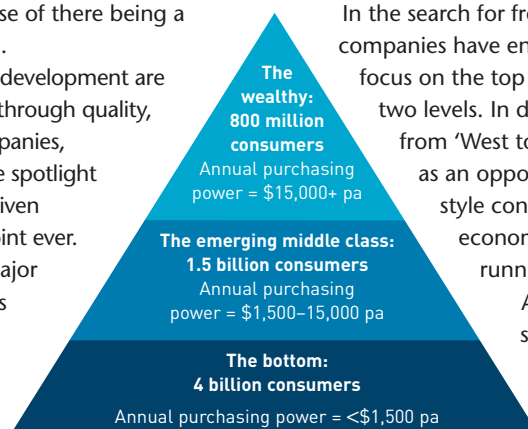 se of there being a
.
development are
through quality,
panies,
e spotlight
iven
int ever.
ajor
s
The
wealthy:
800 million
consumers
Annual purchasing
power = $15,000+ pa
The emerging middle class:
1.5 billion consumers
Annual purchasing
power = $1,500–15,000 pa
The bottom:
4 billion consumers
Annual purchasing power = <$1,500 pa
In the search for fre
companies have en
focus on the top
two levels. In d
from ‘West to
as an oppo
style con
econom
runn
A
s